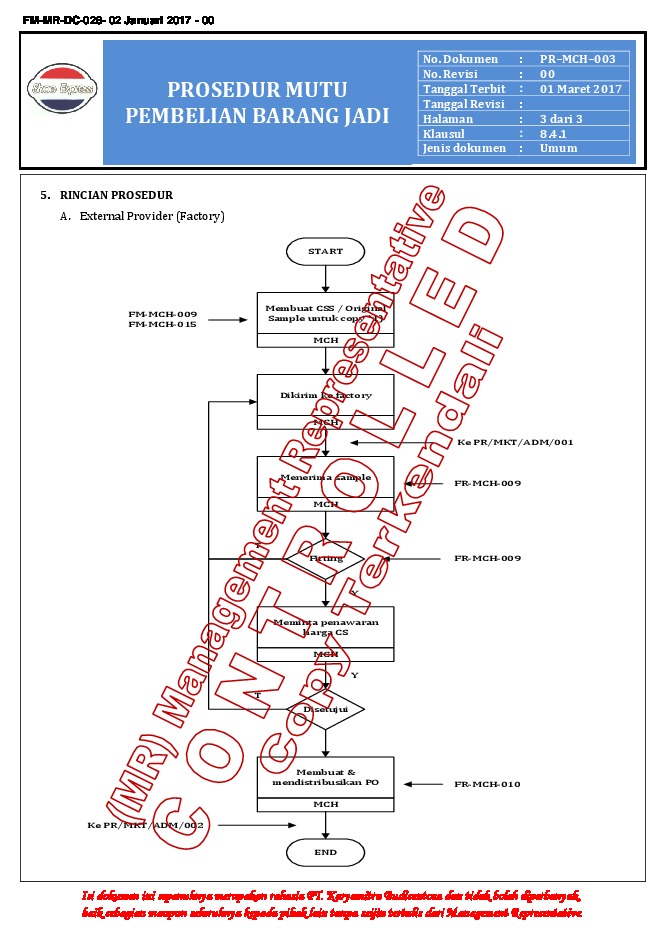 FM-MR-DC-026- 02 Januari 2017 - 00
Shoe Express
PROSEDUR MUTU
PEMBELIAN BARANG JADI
No. Dokumen : PR–MCH–003
No. Revisi : 00
Tanggal Terbit : 01 Maret 2017
Tanggal Revisi :
Halaman : 3 dari 3
Klausul : 8.4.1
Jenis dokumen : Umum
5. RINCIAN PROSEDUR
A. External Provider (Factory)
START
FM-MCH-009
FM-MCH-015
Membuat CSS / Original
Sample untuk copy
MCH
Dikirim ke factory
MCH
Ke PR/MKT/ADM/001
Menerima sample
MCH
FR-MCH-009
T
Fitting
FR-MCH-009
Y
Meminta penawaran
harga CS
MCH
Y
T
Disetujui
Membuat &
mendistribusikan PO
MCH
FR-MCH-010
Ke PR/MKT/ADM/002
END
(MR) Management Representative
CONTROLLED
Copy Terkendali
Isi dokumen ini sepenuhnya merupakan rahasia PT. Karyamitra Budisentosa dan tidak boleh diperbanyak,
baik sebagian maupun seluruhnya kepada pihak lain tanpa seijin tertulis dari Management Representative